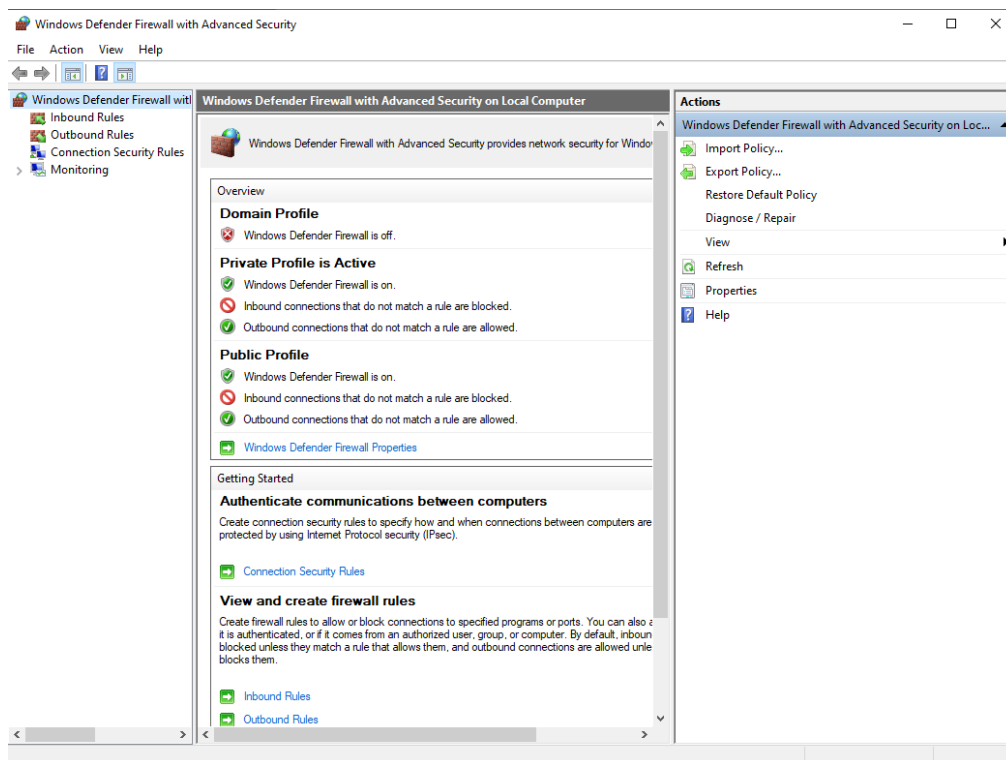 Windows Defender Firewall with Advanced Security
File Action View Help
Windows Defender Firewall with
Inbound Rules
Outbound Rules
Connection Security Rules
Monitoring
Windows Defender Firewall with Advanced Security on Local Computer
Windows Defender Firewall with Advanced Security provides network security for Window
Overview
Domain Profile
Windows Defender Firewall is off.
Private Profile is Active
Windows Defender Firewall is on.
Inbound connections that do not match a rule are blocked.
Outbound connections that do not match a rule are allowed.
Public Profile
Windows Defender Firewall is on.
Inbound connections that do not match a rule are blocked.
Outbound connections that do not match a rule are allowed.
Windows Defender Firewall Properties
Getting Started
Authenticate communications between computers
Create connection security rules to specify how and when connections between computers are
protected by using Internet Protocol security (IPsec).
Connection Security Rules
View and create firewall rules
Create firewall rules to allow or block connections to specified programs or ports. You can also a
it is authenticated, or if it comes from an authorized user, group, or computer. By default, inboun
blocked unless they match a rule that allows them, and outbound connections are allowed unle
blocks them.
Inbound Rules
Outbound Rules
Actions
Windows Defender Firewall with Advanced Security on Loc...
Import Policy...
Export Policy...
Restore Default Policy
Diagnose / Repair
View
Refresh
Properties
Help